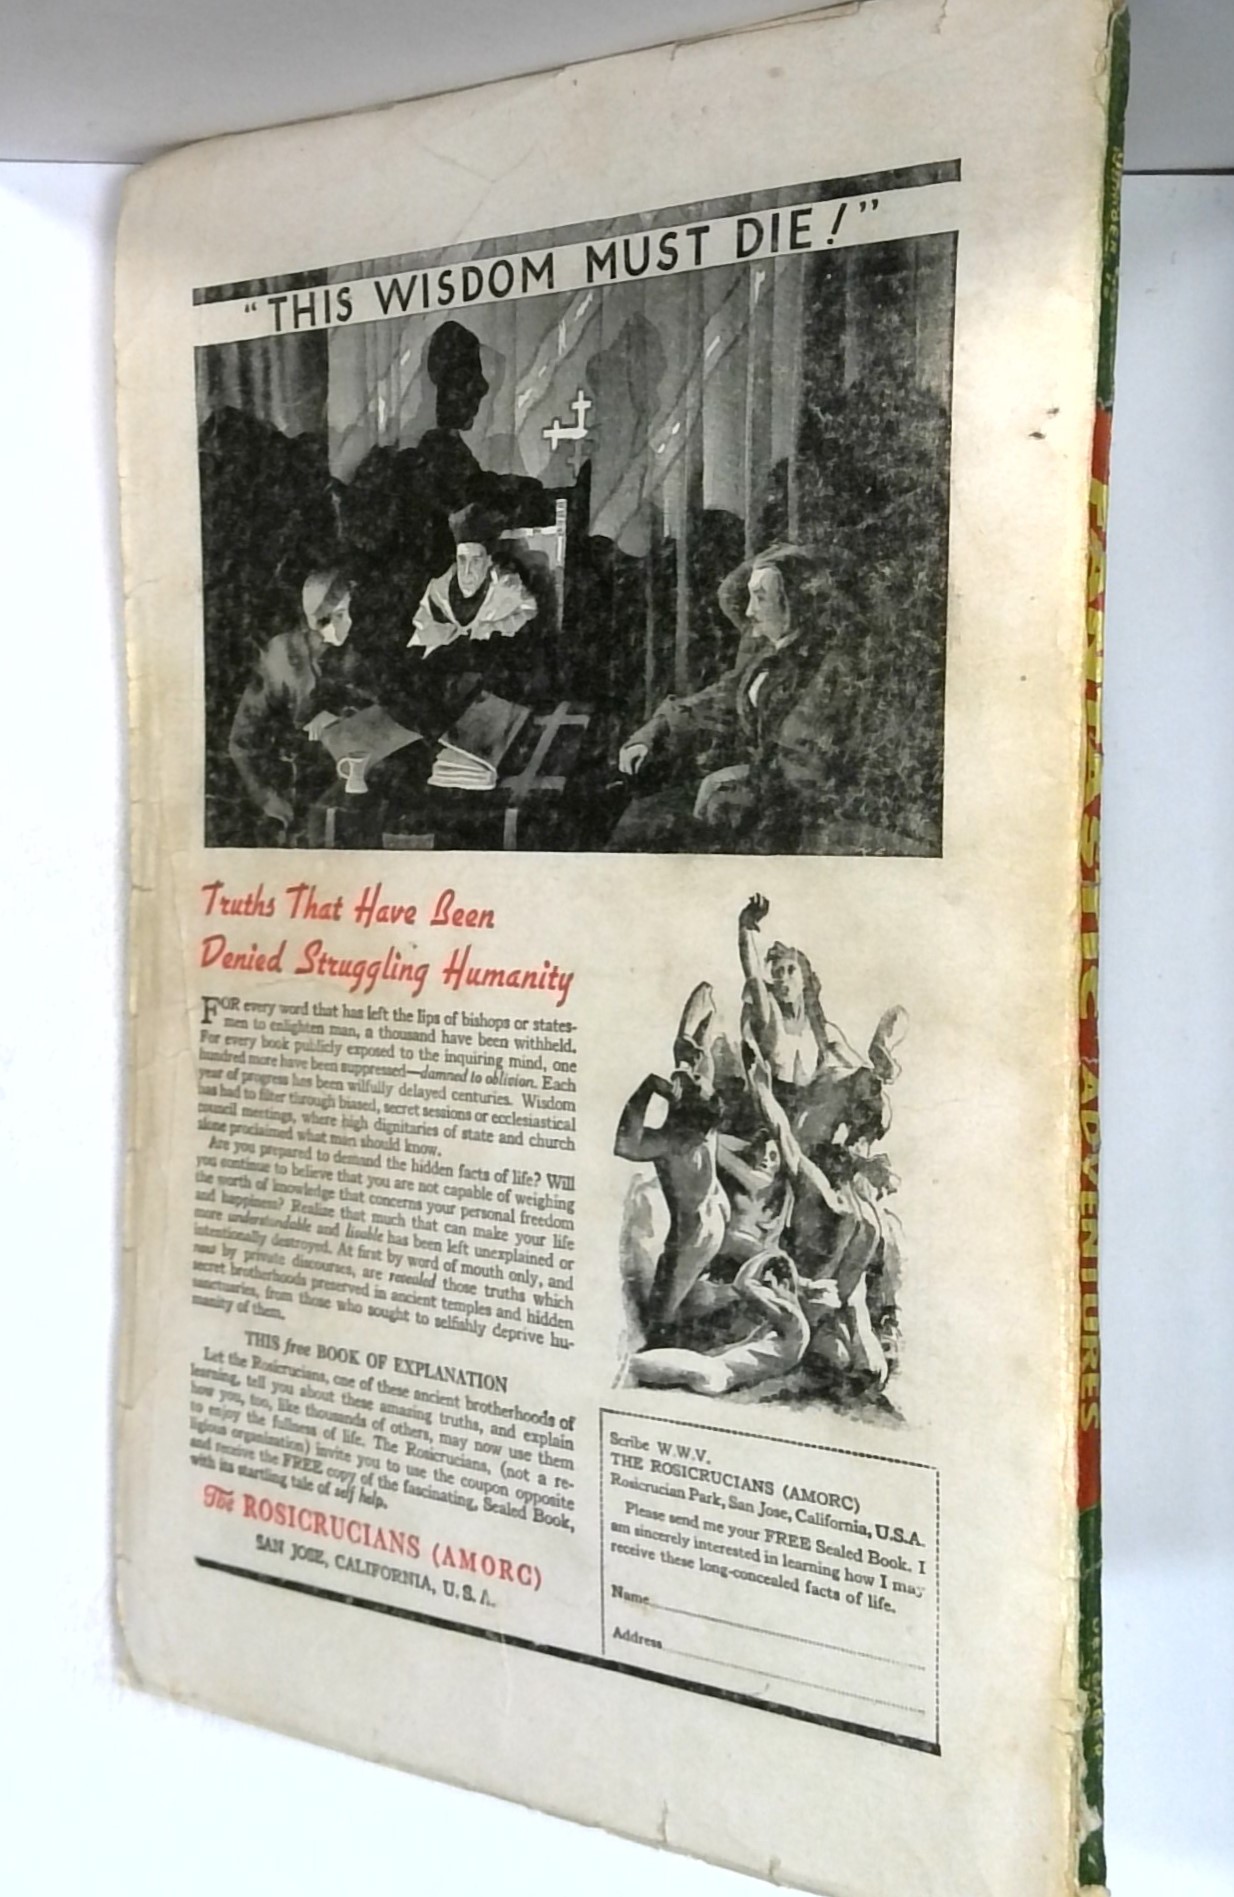 “THIS WISDOM MUST DIE!”
Truths That Have Been
Denied Struggling Humanity
FOR every word that has left the lips of bishops or states-
men to enlighten man, a thousand have been withheld.
For every book publicly exposed to the inquiring mind, one
hundred more have been suppressed—damned to oblivion. Each
year of progress has been wilfully delayed centuries. Wisdom
has had to filter through biased, secret sessions or ecclesiastical
council meetings, where high dignitaries of state and church
alone proclaimed what man should know.
Are you prepared to demand the hidden facts of life? Will
you continue to believe that you are not capable of weighing
the worth of knowledge that concerns your personal freedom
and happiness? Realize that much that can make your life
more understandable and livable has been left unexplained or
intentionally destroyed. At first by word of mouth only, and
now by private discourses, are revealed those truths which
secret brotherhoods preserved in ancient temples and hidden
sanctuaries, from those who sought to selfishly deprive hu-
manity of them.
THIS free BOOK OF EXPLANATION
Let the Rosicrucians, one of these ancient brotherhoods of
learning, tell you about these amazing truths, and explain
how you, too, like thousands of others, may now use them
to enjoy the fullness of life. The Rosicrucians, (not a re-
ligious organization) invite you to use the coupon opposite
and receive the FREE copy of the fascinating, Sealed Book,
with its startling tale of self help.
The ROSICRUCIANS (AMORC)
SAN JOSE, CALIFORNIA, U. S. A.
Scribe W.W.V.
THE ROSICRUCIANS (AMORC)
Rosicrucian Park, San Jose, California, U.S.A.
Please send me your FREE Sealed Book. I
am sincerely interested in learning how I may
receive these long-concealed facts of life.
Name
Address
FANTASTIC ADVENTURES